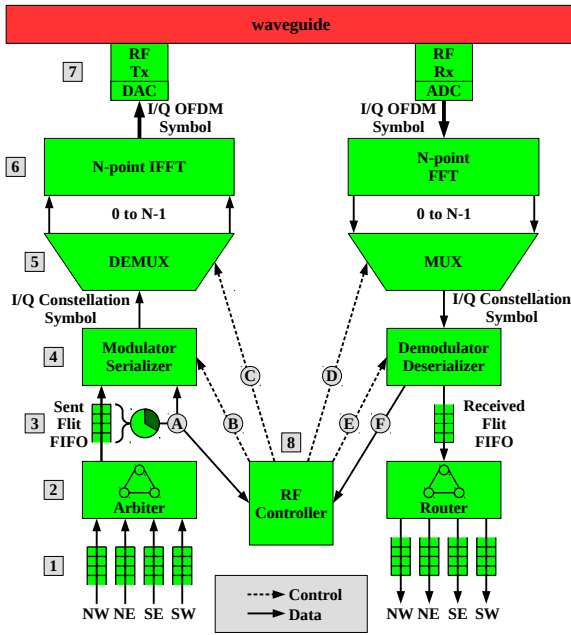 waveguide
7
RF
Tx
DAC
RF
Rx
ADC
I/Q OFDM
Symbol
I/Q OFDM
Symbol
6
N-point IFFT
N-point
FFT
0 to N-1
0 to N-1
5
DEMUX
MUX
I/Q Constellation
Symbol
I/Q Constellation
Symbol
4
Modulator
Serializer
Demodulator
Deserializer
C
D
3
Sent
Flit
FIFO
A
B
E
F
Received
Flit
FIFO
8
2
Arbiter
RF
Controller
Router
1
NW NE SE SW
NW NE SE SW
Control
Data